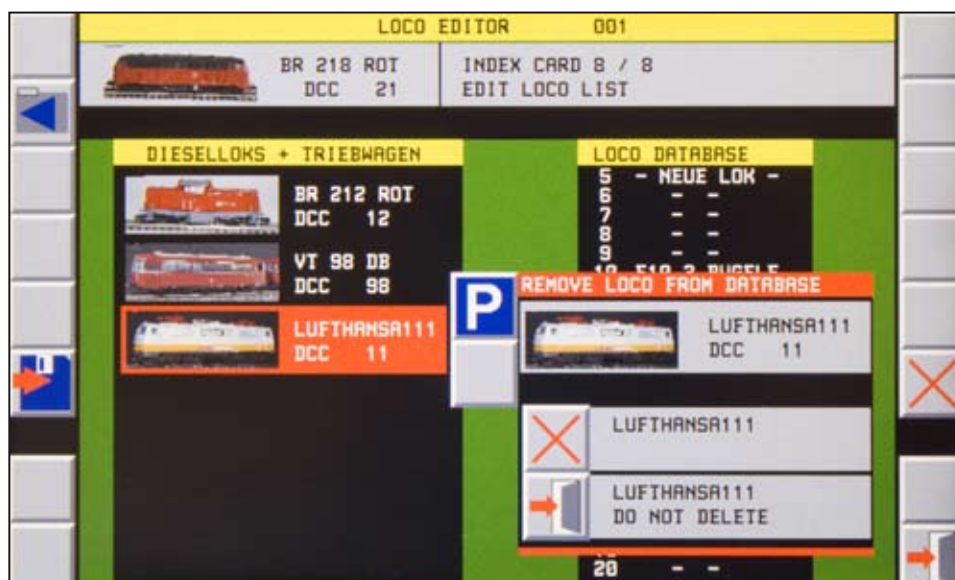 LOCO EDITOR 001
BR 218 ROT
DCC 21
INDEX CARD 8 / 8
EDIT LOCO LIST
DIESELLOKS + TRIEBWAGEN
BR 212 ROT
DCC 12
VT 98 DB
DCC 98
LUFTHANSA111
DCC 11
LOCO DATABASE
5 - NEUE LOK -
6 - -
7 - -
8 - -
9 - -
P
REMOVE LOCO FROM DATABASE
LUFTHANSA111
DCC 11
LUFTHANSA111
LUFTHANSA111
DO NOT DELETE
20 - -